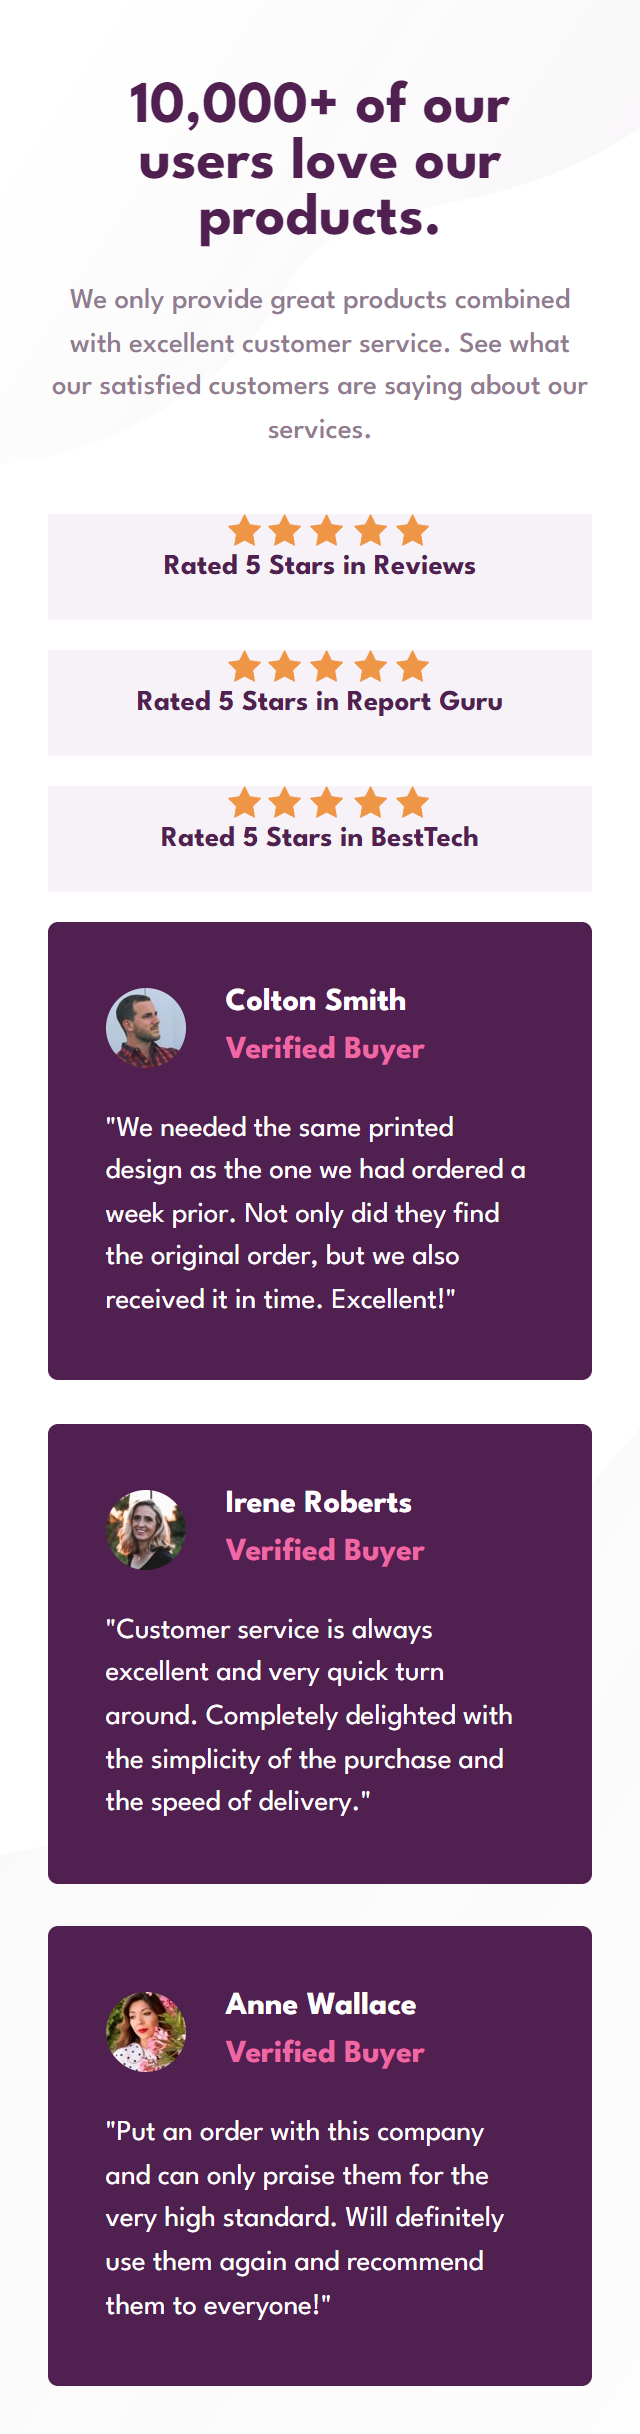 10,000+ of our
users love our
products.
We only provide great products combined
with excellent customer service. See what
our satisfied customers are saying about our
services.
Rated 5 Stars in Reviews
Rated 5 Stars in Report Guru
Rated 5 Stars in BestTech
Colton Smith
Verified Buyer
"We needed the same printed
design as the one we had ordered a
week prior. Not only did they find
the original order, but we also
received it in time. Excellent!"
Irene Roberts
Verified Buyer
"Customer service is always
excellent and very quick turn
around. Completely delighted with
the simplicity of the purchase and
the speed of delivery."
Anne Wallace
Verified Buyer
"Put an order with this company
and can only praise them for the
very high standard. Will definitely
use them again and recommend
them to everyone!"